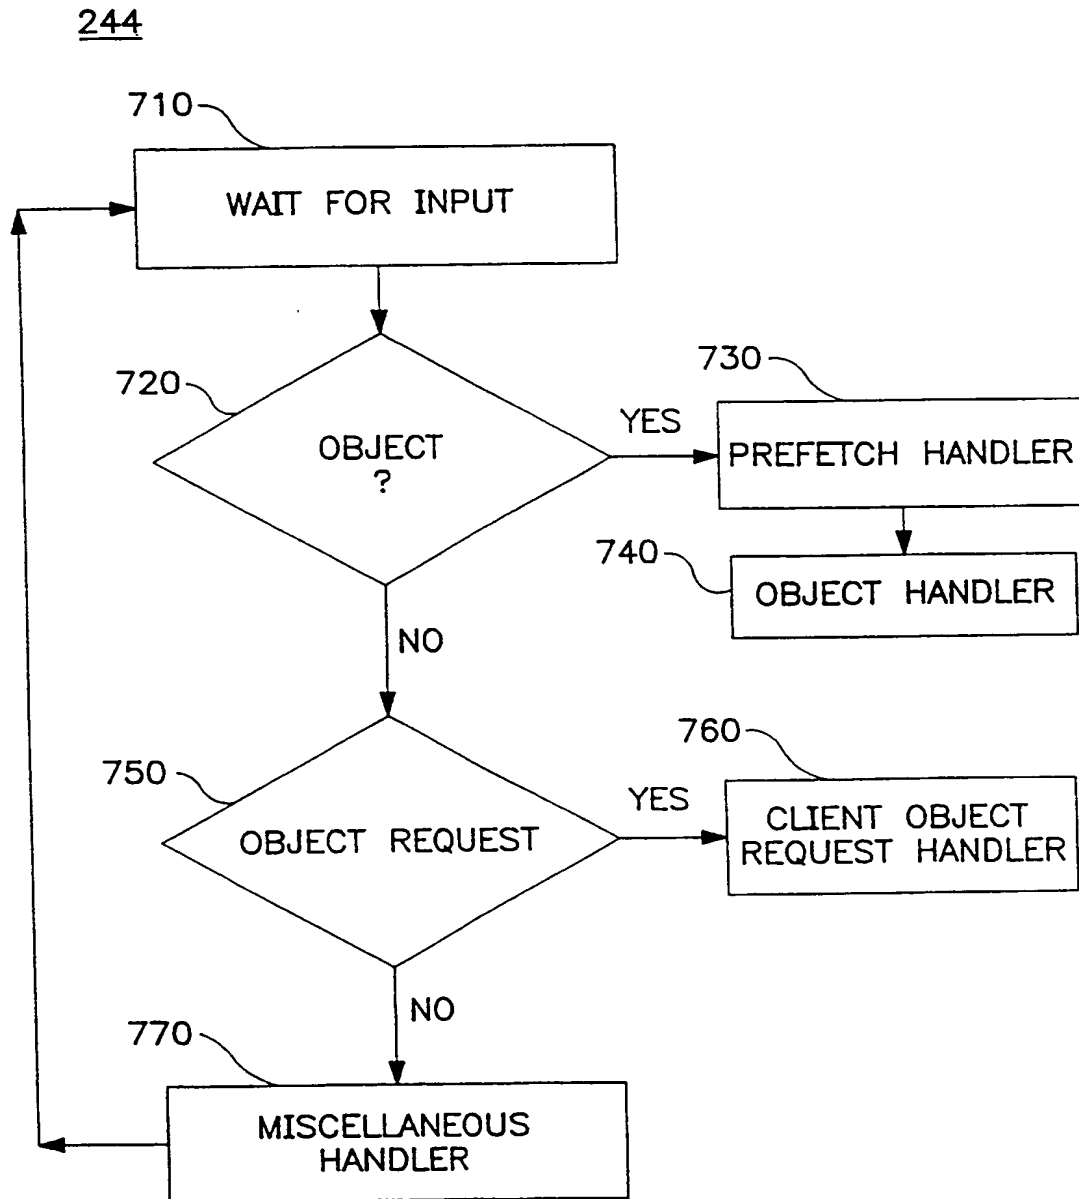 244
710
WAIT FOR INPUT
720
OBJECT
?
YES
730
PREFETCH HANDLER
740
OBJECT HANDLER
NO
750
OBJECT REQUEST
YES
760
CLIENT OBJECT
REQUEST HANDLER
NO
770
MISCELLANEOUS
HANDLER